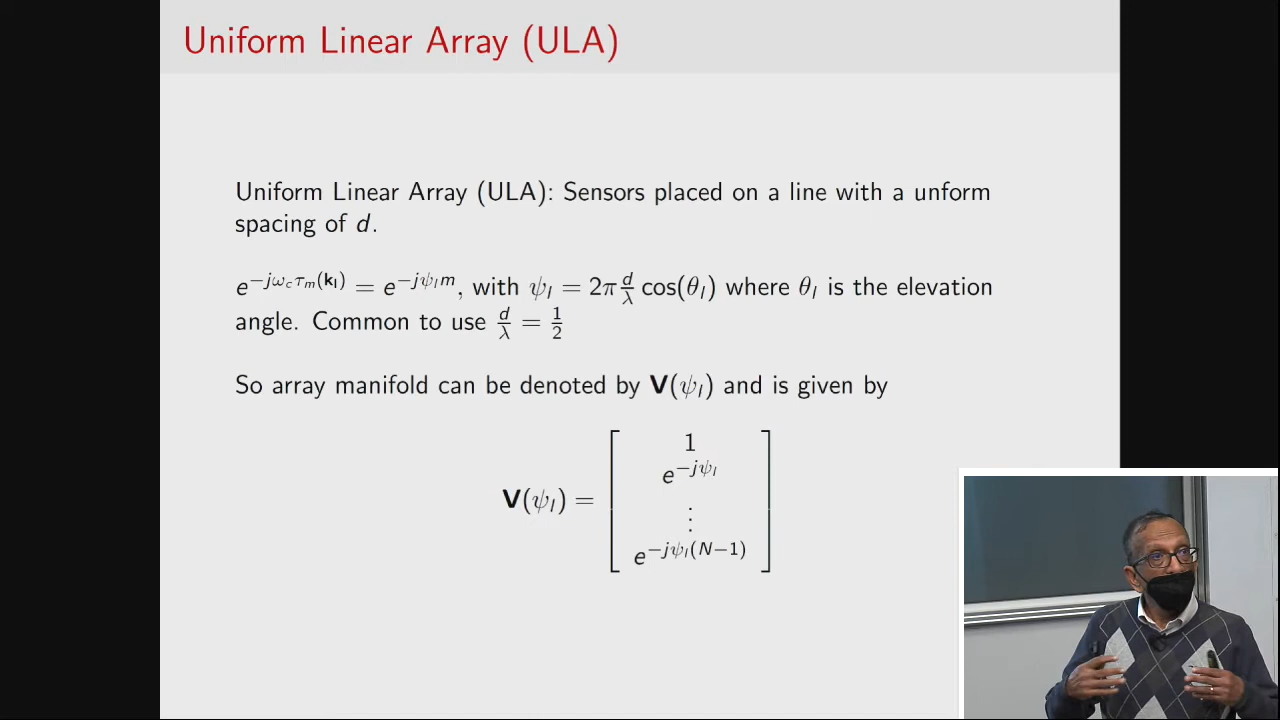 Uniform Linear Array (ULA)
Uniform Linear Array (ULA): Sensors placed on a line with a unform
spacing of d.
e^{−jω_c τ_m(k_l)} = e^{−jψ_l m}, with ψ_l = 2π d/λ cos(θ_l) where θ_l is the elevation
angle. Common to use d/λ = 1/2
So array manifold can be denoted by V(ψ_l) and is given by
V(ψ_l) = [ 1
e^{−jψ_l}
⋮
e^{−jψ_l(N−1)} ]